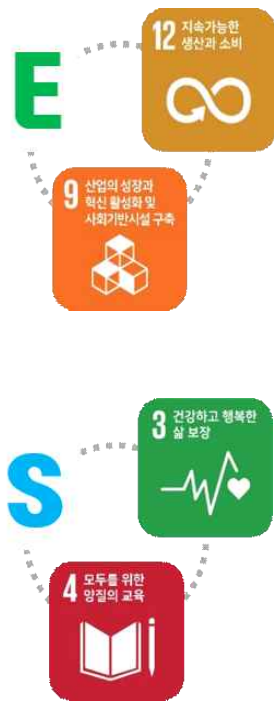 E
12 지속가능한
생산과 소비
9 산업의 성장과
혁신 활성화 및
사회기반시설 구축
S
3 건강하고 행복한
삶 보장
4 모두를 위한
양질의 교육